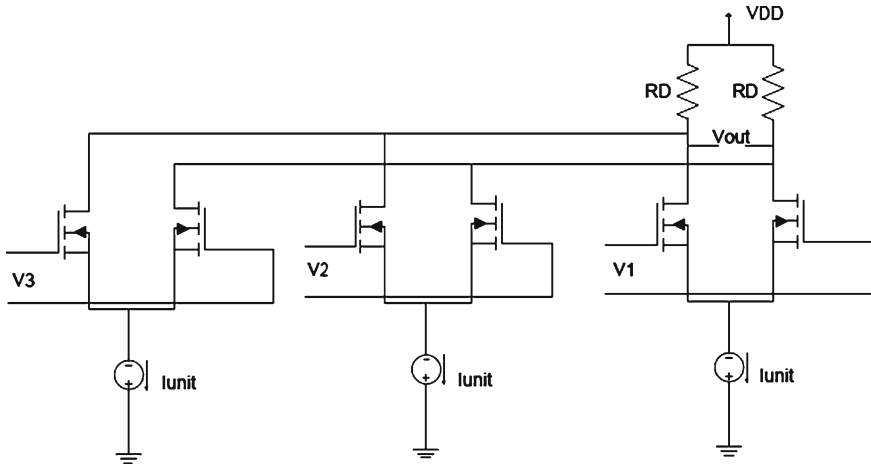 VDD
RD RD
Vout
V3 V2 V1
- + Iunit - + Iunit - + Iunit